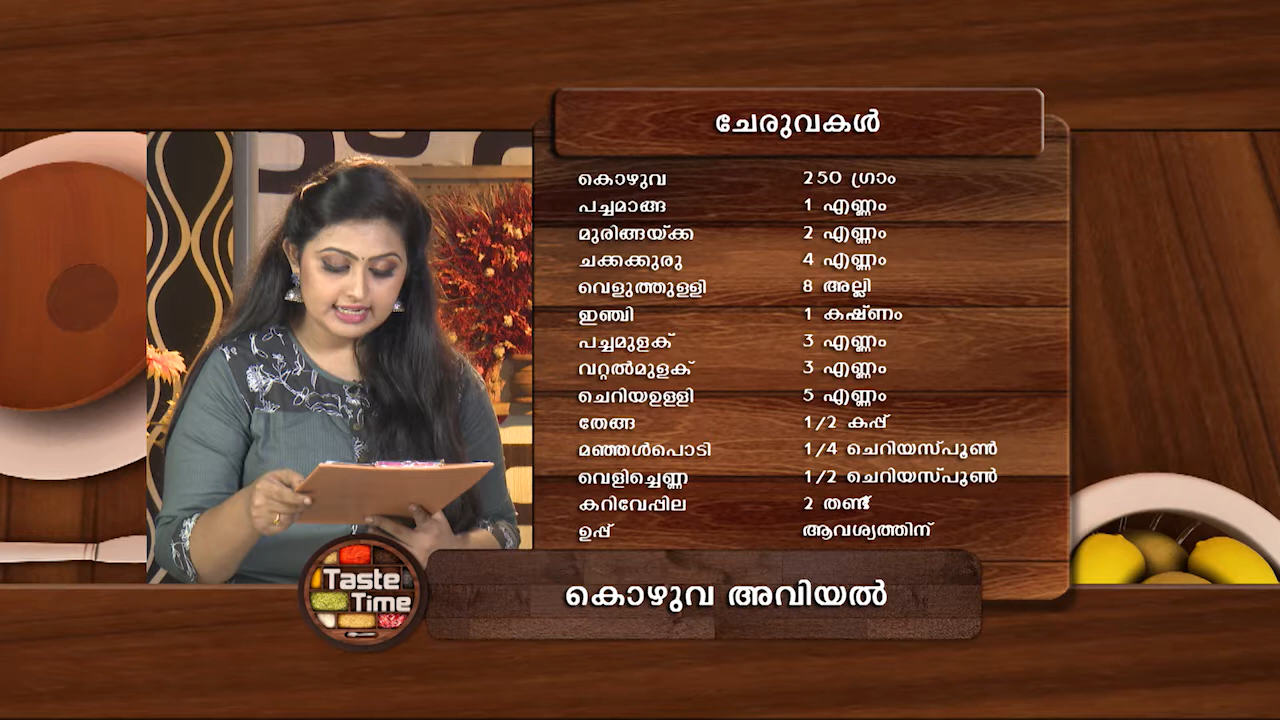 ചേരുവകൾ
കൊഴുവ 250 ഗ്രാം
പച്ചമാങ്ങ 1 എണ്ണം
മുരിങ്ങയ്ക്ക 2 എണ്ണം
ചക്കക്കുരു 4 എണ്ണം
വെളുത്തുള്ളി 8 അല്ലി
ഇഞ്ചി 1 കഷ്ണം
പച്ചമുളക് 3 എണ്ണം
വറ്റൽമുളക് 3 എണ്ണം
ചെറിയഉള്ളി 5 എണ്ണം
തേങ്ങ 1/2 കപ്പ്
മഞ്ഞൾപൊടി 1/4 ചെറിയസ്പൂൺ
വെളിച്ചെണ്ണ 1/2 ചെറിയസ്പൂൺ
കറിവേപ്പില 2 തണ്ട്
ഉപ്പ് ആവശ്യത്തിന്
Taste
Time
കൊഴുവ അവിയൽ